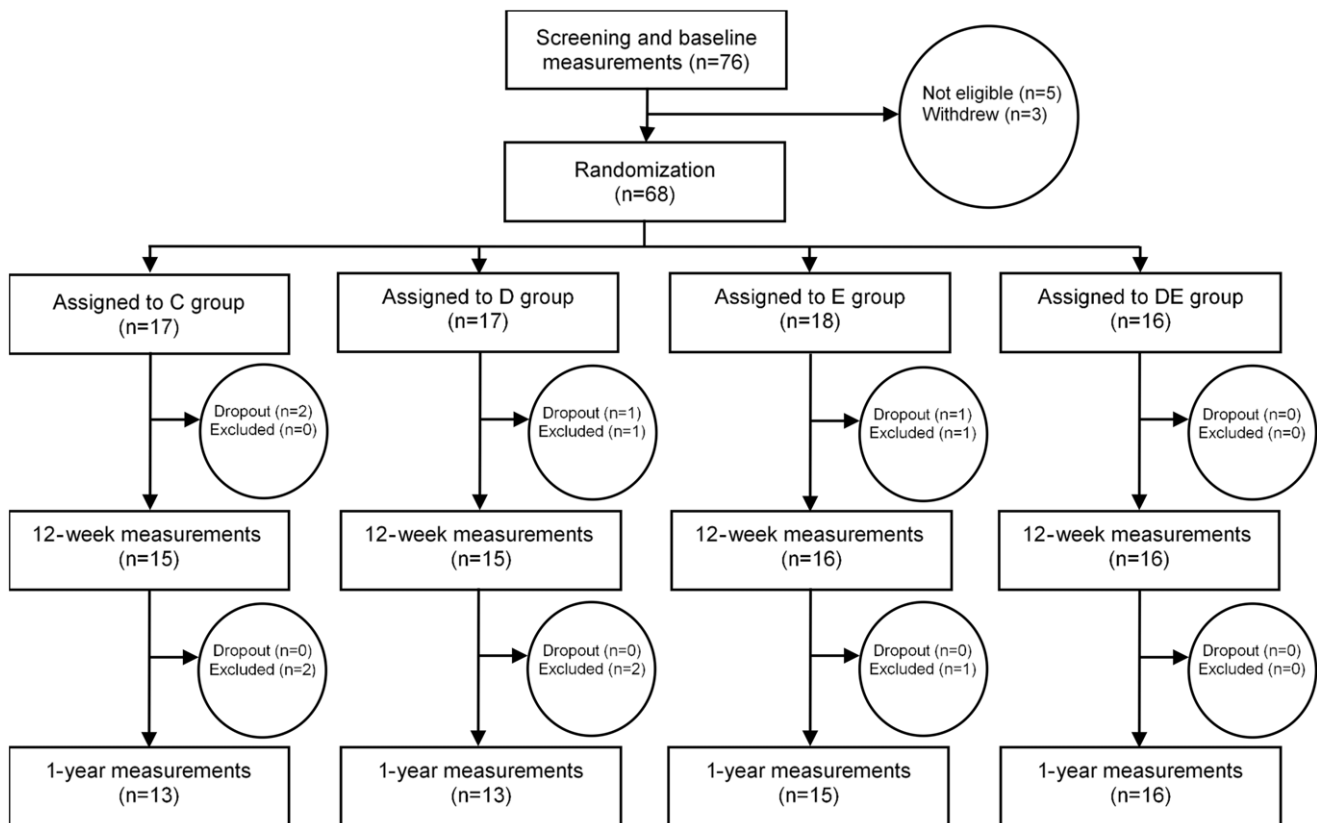 Screening and baseline
measurements (n=76)
Not eligible (n=5)
Withdrew (n=3)
Randomization
(n=68)
Assigned to C group
(n=17)
Assigned to D group
(n=17)
Assigned to E group
(n=18)
Assigned to DE group
(n=16)
Dropout (n=2)
Excluded (n=0)
Dropout (n=1)
Excluded (n=1)
Dropout (n=1)
Excluded (n=1)
Dropout (n=0)
Excluded (n=0)
12-week measurements
(n=15)
12-week measurements
(n=15)
12-week measurements
(n=16)
12-week measurements
(n=16)
Dropout (n=0)
Excluded (n=2)
Dropout (n=0)
Excluded (n=2)
Dropout (n=0)
Excluded (n=1)
Dropout (n=0)
Excluded (n=0)
1-year measurements
(n=13)
1-year measurements
(n=13)
1-year measurements
(n=15)
1-year measurements
(n=16)